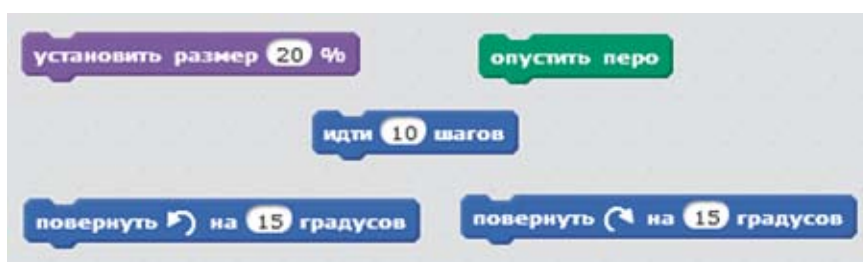 установить размер 20 %
опустить перо
идти 10 шагов
повернуть на 15 градусов
повернуть на 15 градусов